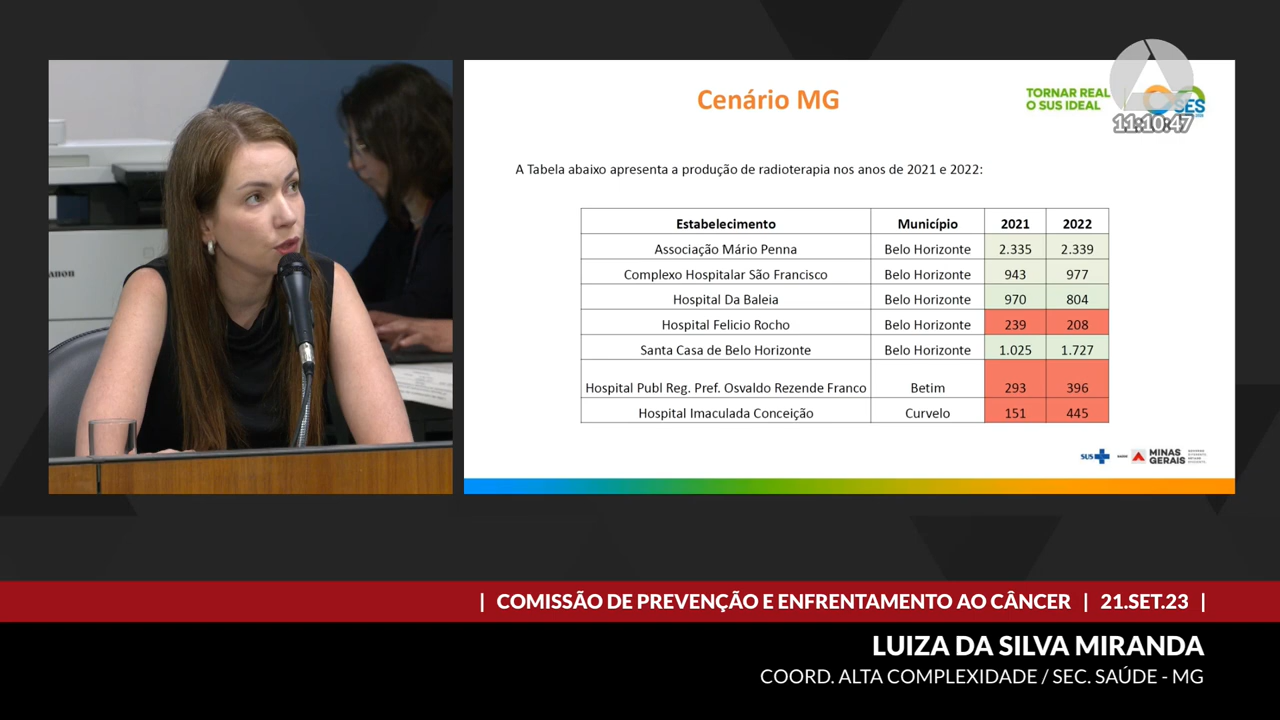 Cenário MG
TORNAR REAL
O SUS IDEAL
SES
11:10:47
anon
A Tabela abaixo apresenta a produção de radioterapia nos anos de 2021 e 2022:
Estabelecimento Município 2021 2022
Associação Mário Penna Belo Horizonte 2.335 2.339
Complexo Hospitalar São Francisco Belo Horizonte 943 977
Hospital Da Baleia Belo Horizonte 970 804
Hospital Felicio Rocho Belo Horizonte 239 208
Santa Casa de Belo Horizonte Belo Horizonte 1.025 1.727
Hospital Publ Reg. Pref. Osvaldo Rezende Franco Betim 293 396
Hospital Imaculada Conceição Curvelo 151 445
SUS
MINAS
GERAIS
| COMISSÃO DE PREVENÇÃO E ENFRENTAMENTO AO CÂNCER | 21.SET.23 |
LUIZA DA SILVA MIRANDA
COORD. ALTA COMPLEXIDADE / SEC. SAÚDE - MG